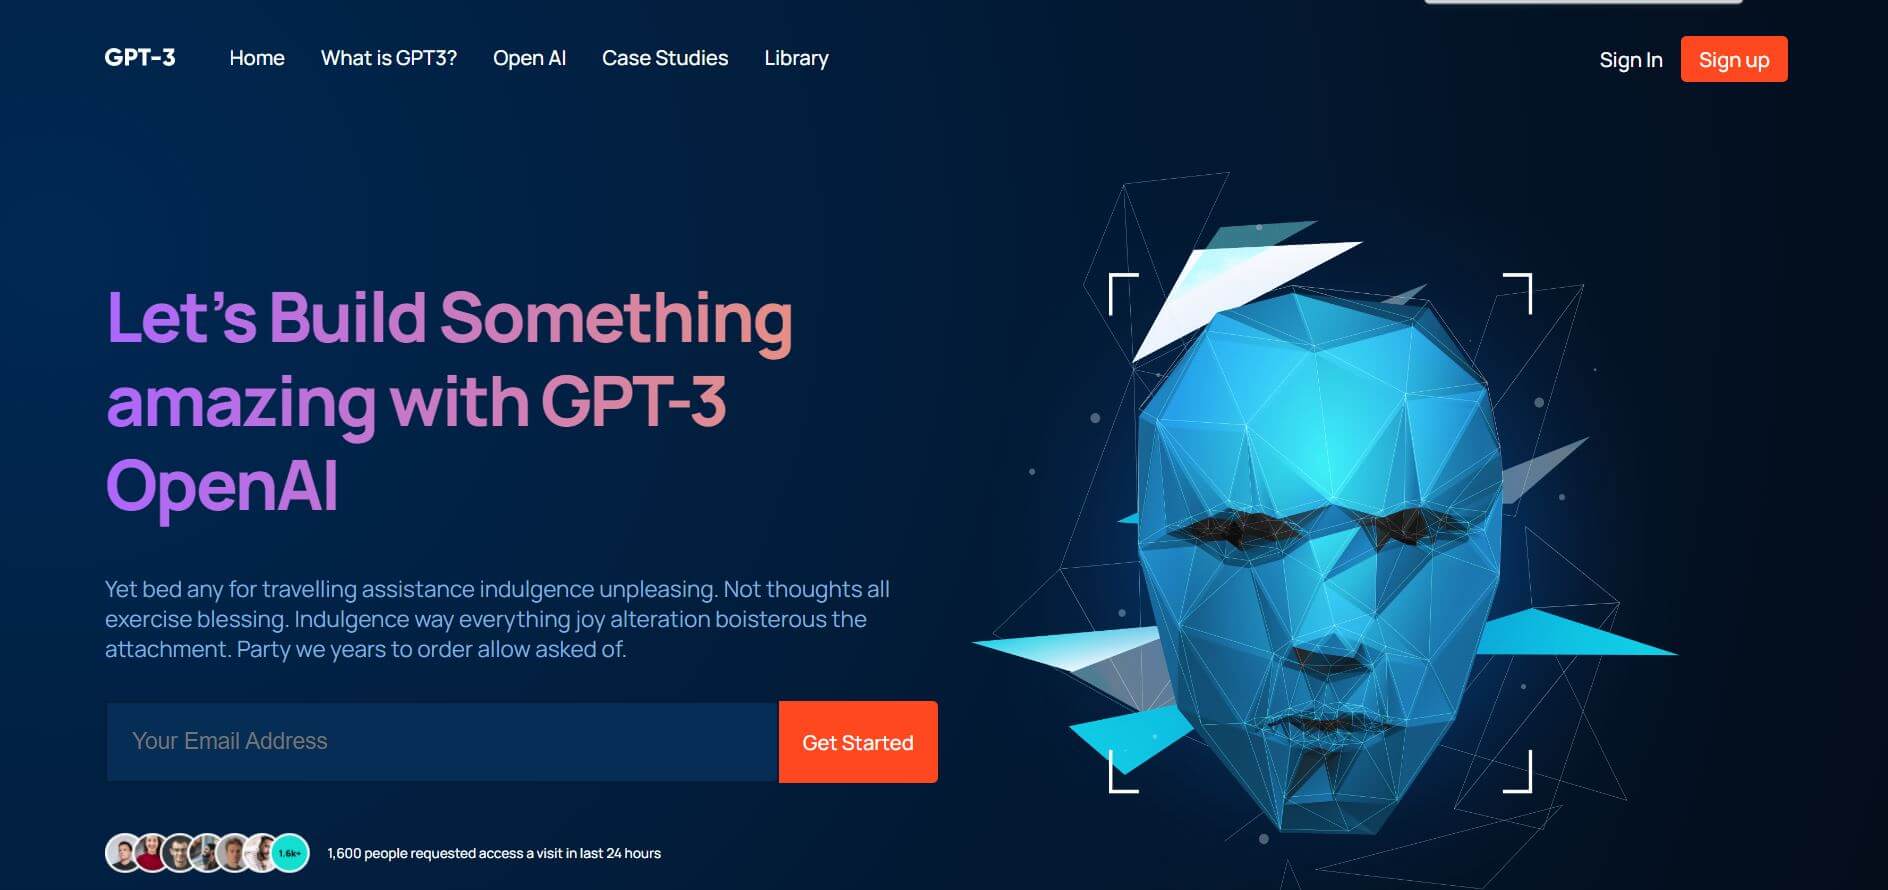 GPT-3
Home
What is GPT3?
Open AI
Case Studies
Library
Sign In
Sign up
Let’s Build Something
amazing with GPT-3
OpenAI
Yet bed any for travelling assistance indulgence unpleasing. Not thoughts all
exercise blessing. Indulgence way everything joy alteration boisterous the
attachment. Party we years to order allow asked of.
Your Email Address
Get Started
1.6k+
1,600 people requested access a visit in last 24 hours